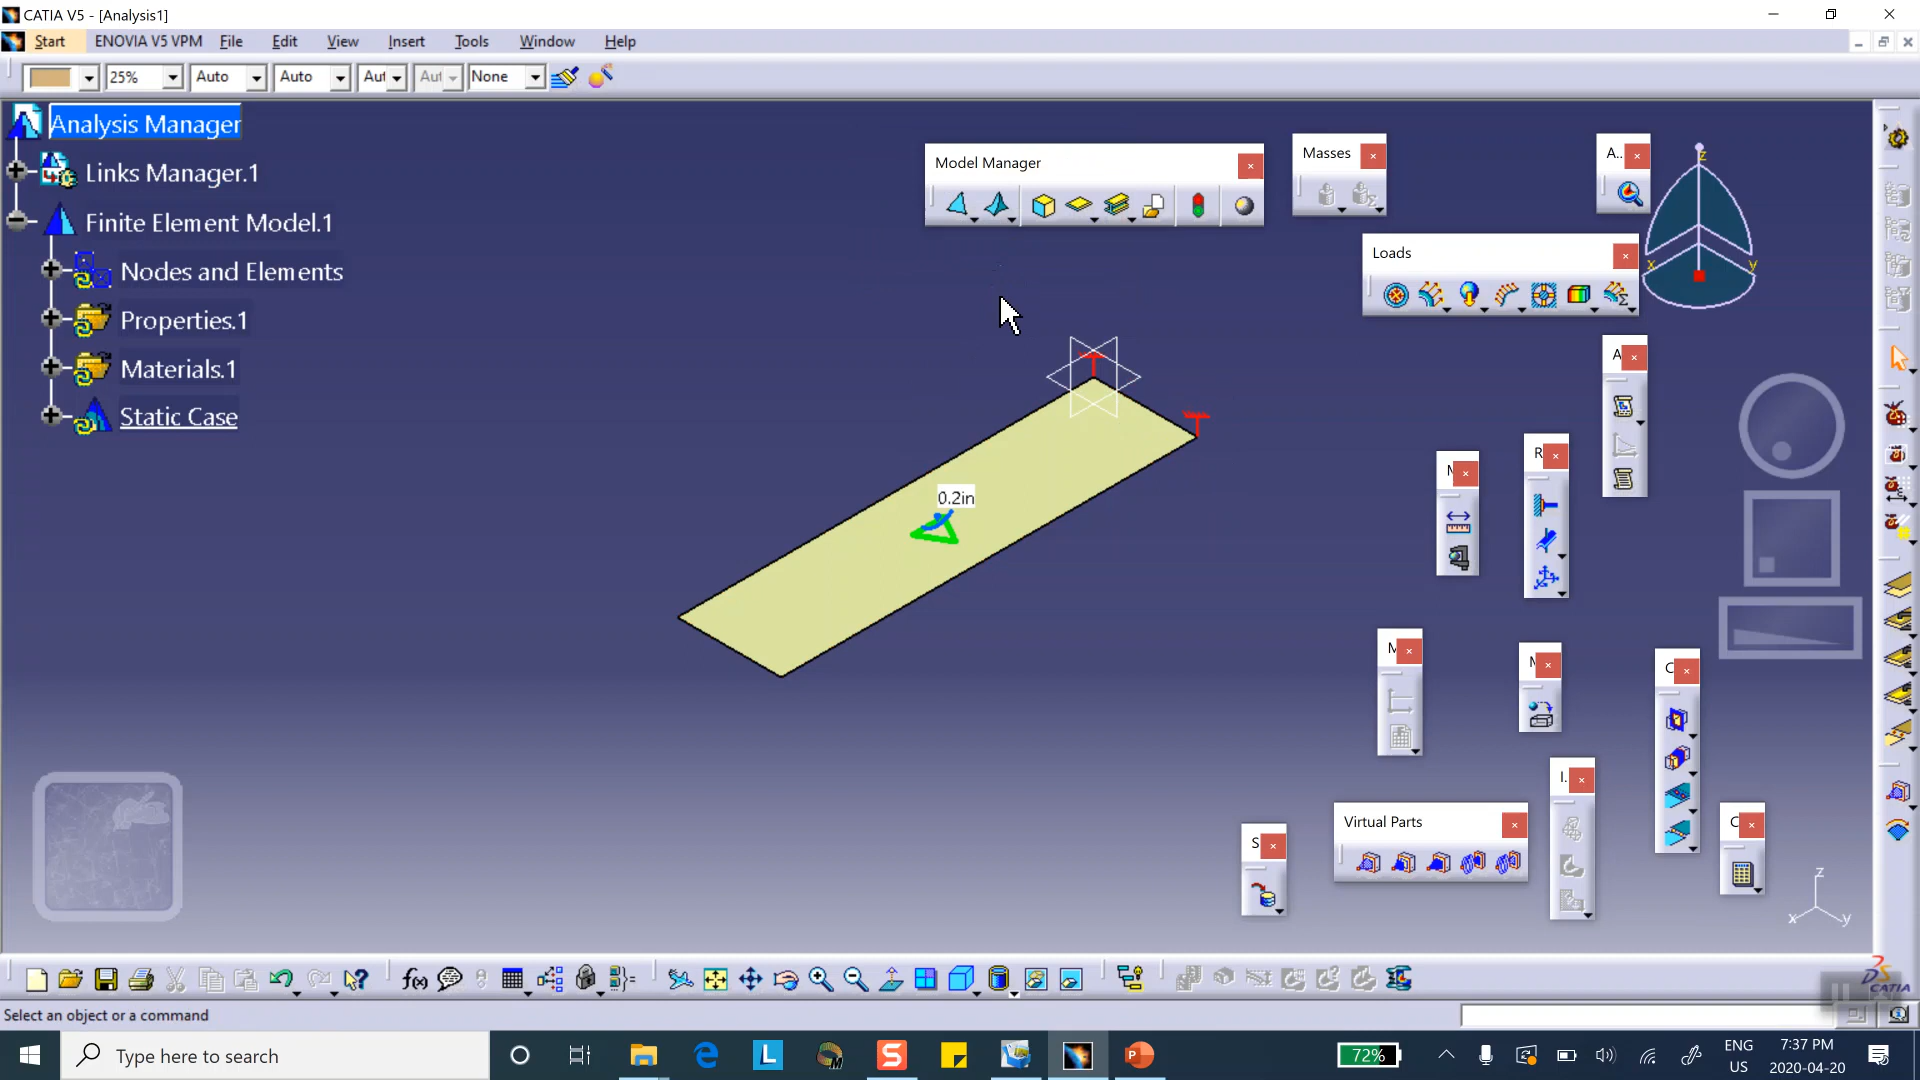 CATIA V5 - [Analysis1]
Start ENOVIA V5 VPM File Edit View Insert Tools Window Help
25% Auto Auto Aut Aut None
Analysis Manager
Links Manager.1
Finite Element Model.1
Nodes and Elements
Properties.1
Materials.1
Static Case
Model Manager
Masses
A..
Loads
z
x
y
A
R
M
0.2in
M
M
C
I.
Virtual Parts
S
C
z
x
y
f(x)
CATIA
Select an object or a command
Type here to search
L
S
P
72%
ENG
US
7:37 PM
2020-04-20